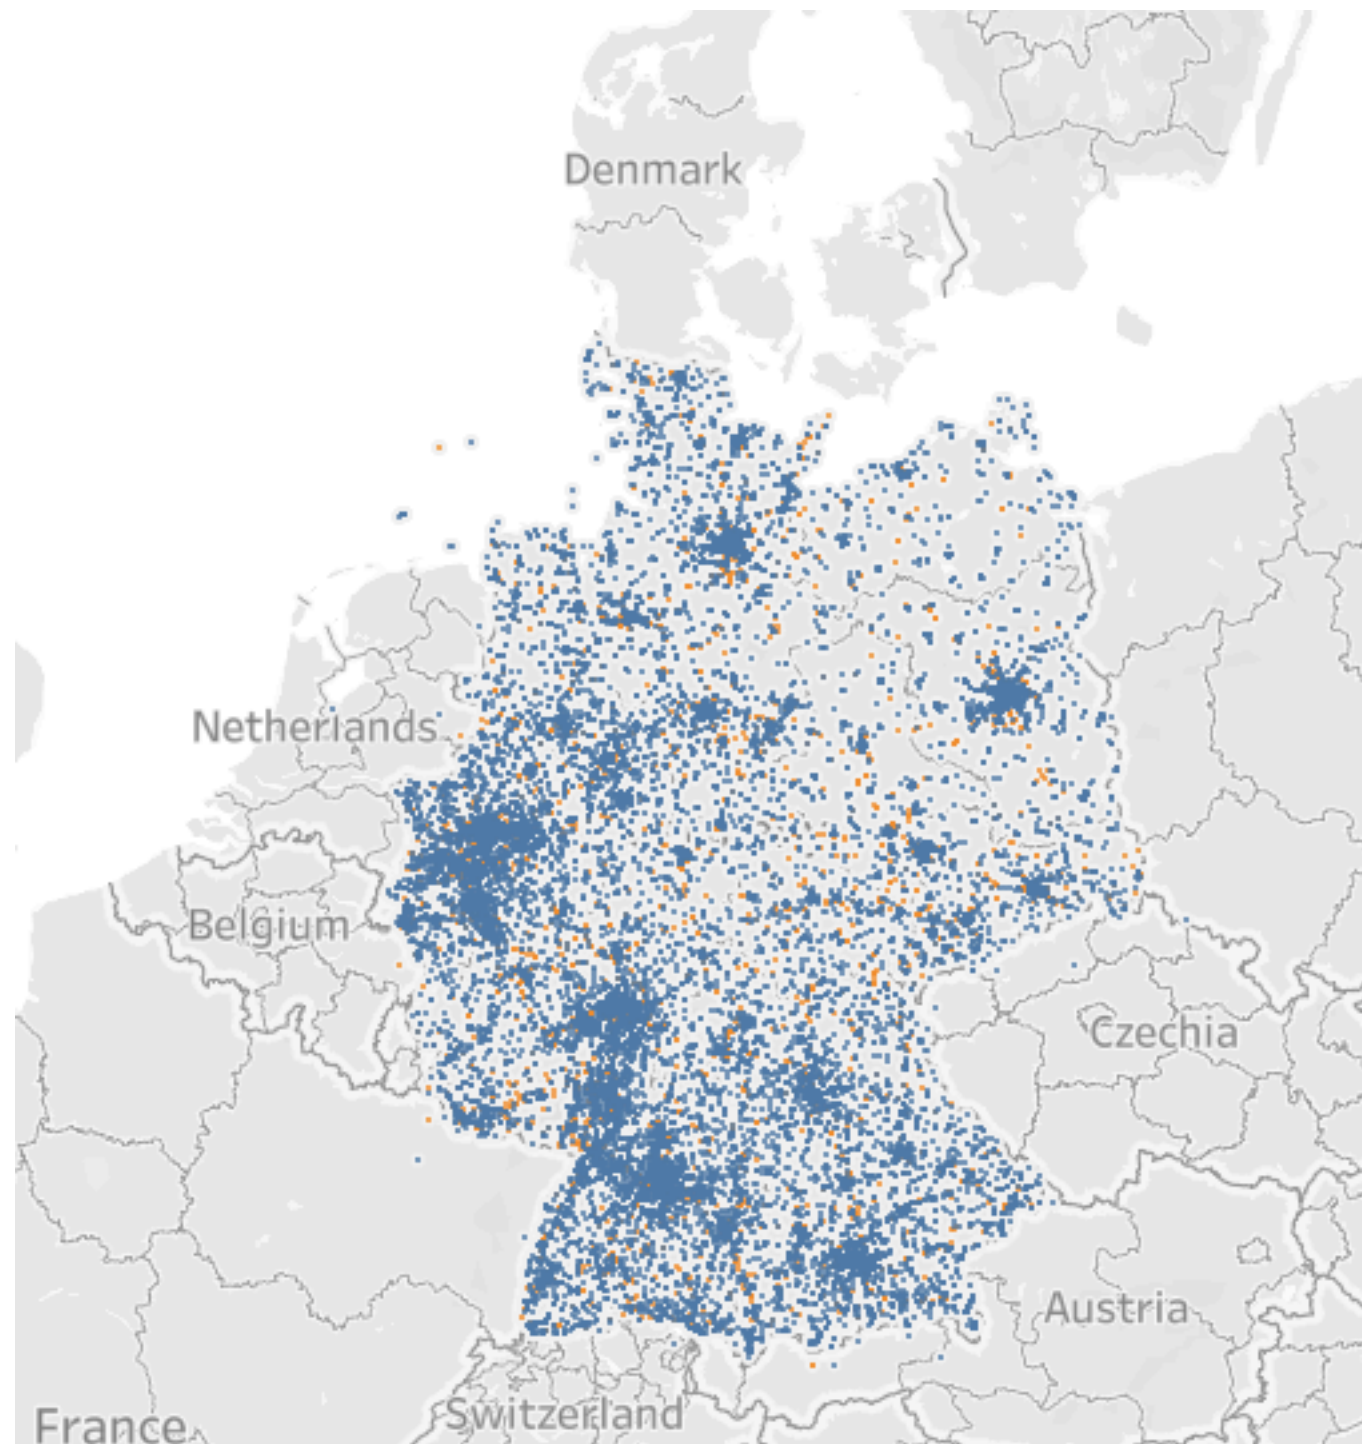 Denmark
Netherlands
Belgium
Czechia
Austria
France
Switzerland